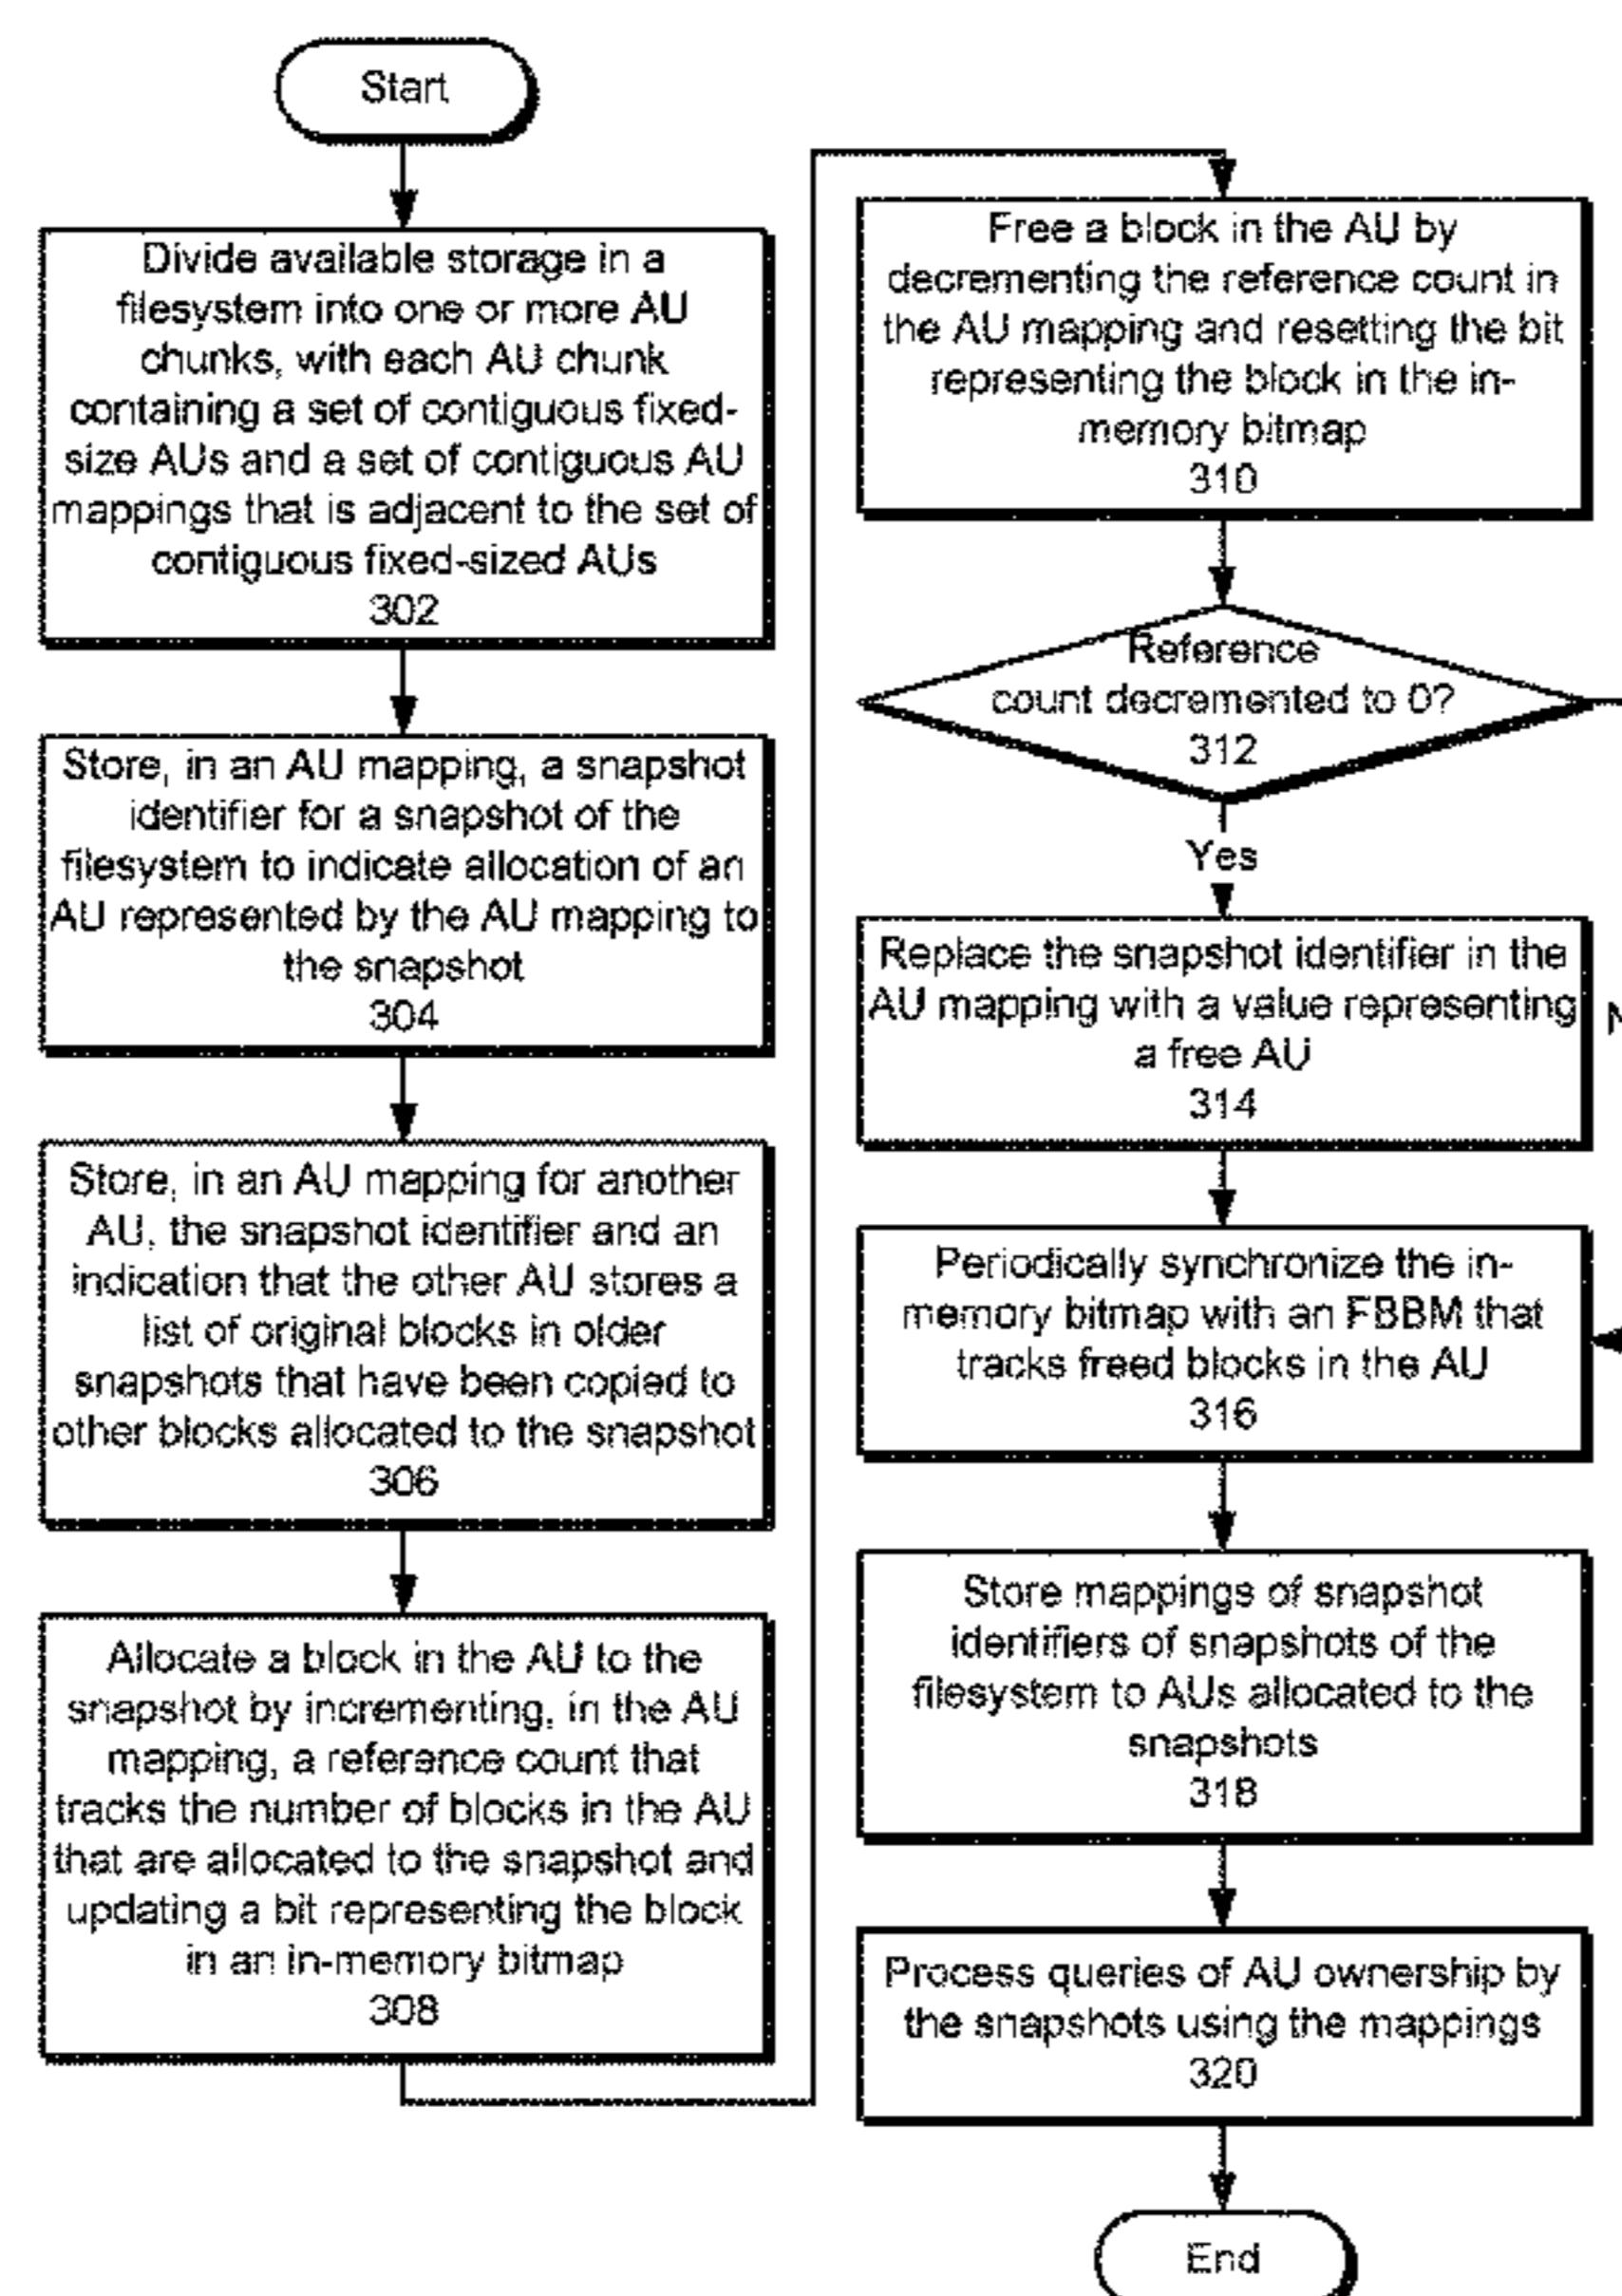 Start
Divide available storage in a
filesystem into one or more AU
chunks, with each AU chunk
containing a set of contiguous fixed-
size AUs and a set of contiguous AU
mappings that is adjacent to the set of
contiguous fixed-sized AUs
302
Store, in an AU mapping, a snapshot
identifier for a snapshot of the
filesystem to indicate allocation of an
AU represented by the AU mapping to
the snapshot
304
Store, in an AU mapping for another
AU, the snapshot identifier and an
indication that the other AU stores a
list of original blocks in older
snapshots that have been copied to
other blocks allocated to the snapshot
306
Allocate a block in the AU to the
snapshot by incrementing, in the AU
mapping, a reference count that
tracks the number of blocks in the AU
that are allocated to the snapshot and
updating a bit representing the block
in an in-memory bitmap
308
Free a block in the AU by
decrementing the reference count in
the AU mapping and resetting the bit
representing the block in the in-
memory bitmap
310
Reference
count decremented to 0?
312
Yes
Replace the snapshot identifier in the
AU mapping with a value representing
a free AU
314
Periodically synchronize the in-
memory bitmap with an FBBM that
tracks freed blocks in the AU
316
Store mappings of snapshot
identifiers of snapshots of the
filesystem to AUs allocated to the
snapshots
318
Process queries of AU ownership by
the snapshots using the mappings
320
End